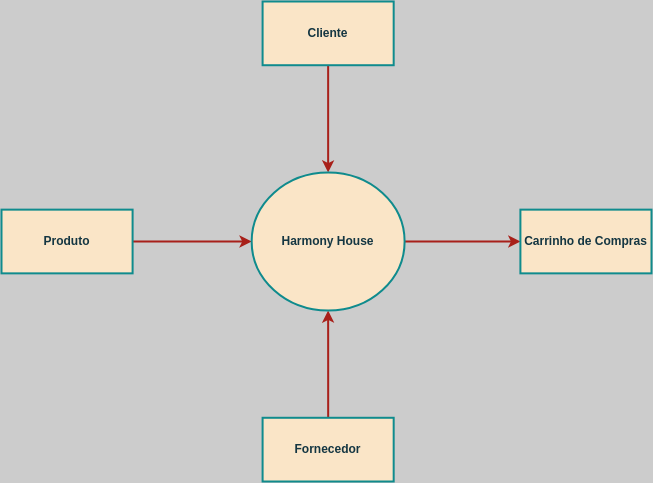 Cliente
Produto
Harmony House
Carrinho de Compras
Fornecedor